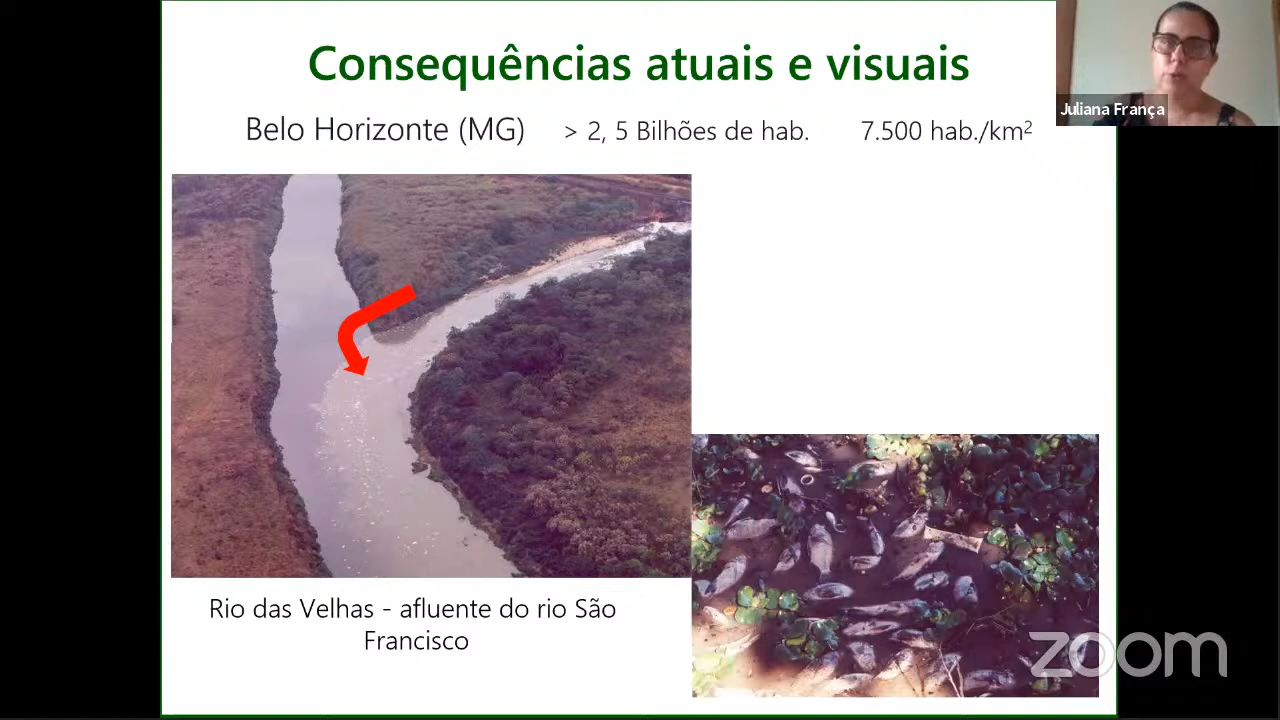 Consequências atuais e visuais
Juliana França
Belo Horizonte (MG) > 2, 5 Bilhões de hab. 7.500 hab./km²
Rio das Velhas - afluente do rio São
Francisco
zoom